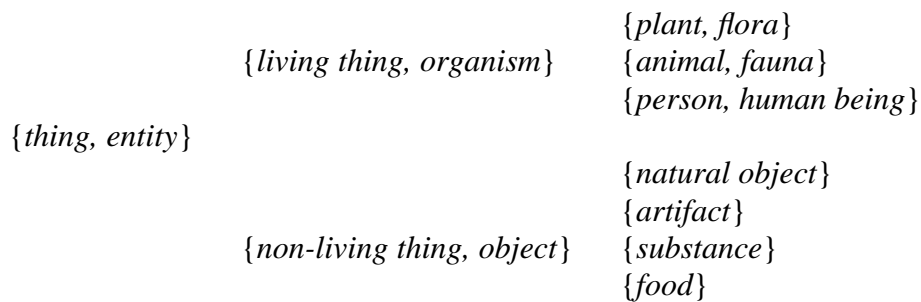 {plant, flora}
{living thing, organism} {animal, fauna}
{person, human being}
{thing, entity}
{natural object}
{artifact}
{non-living thing, object} {substance}
{food}